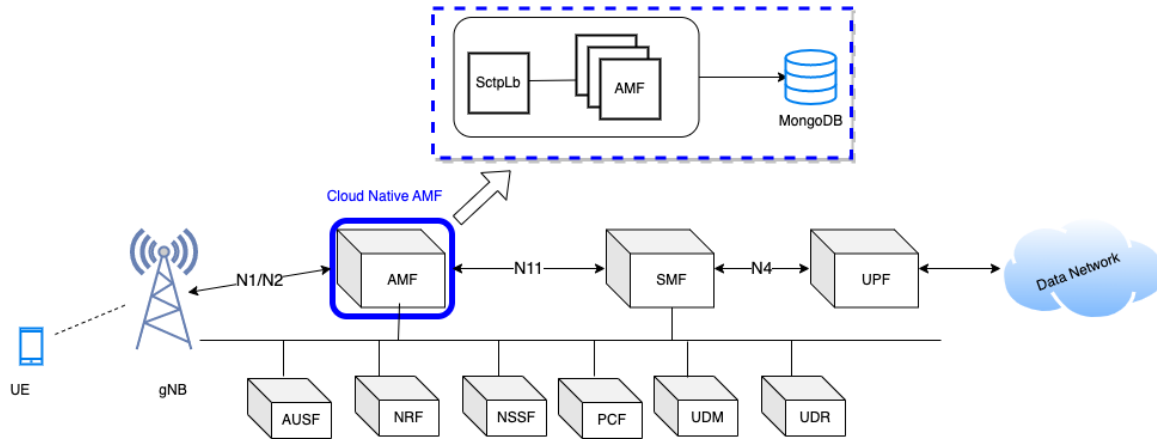 SctpLb
AMF
MongoDB
Cloud Native AMF
N1/N2
AMF
N11
SMF
N4
UPF
Data Network
UE
gNB
AUSF
NRF
NSSF
PCF
UDM
UDR